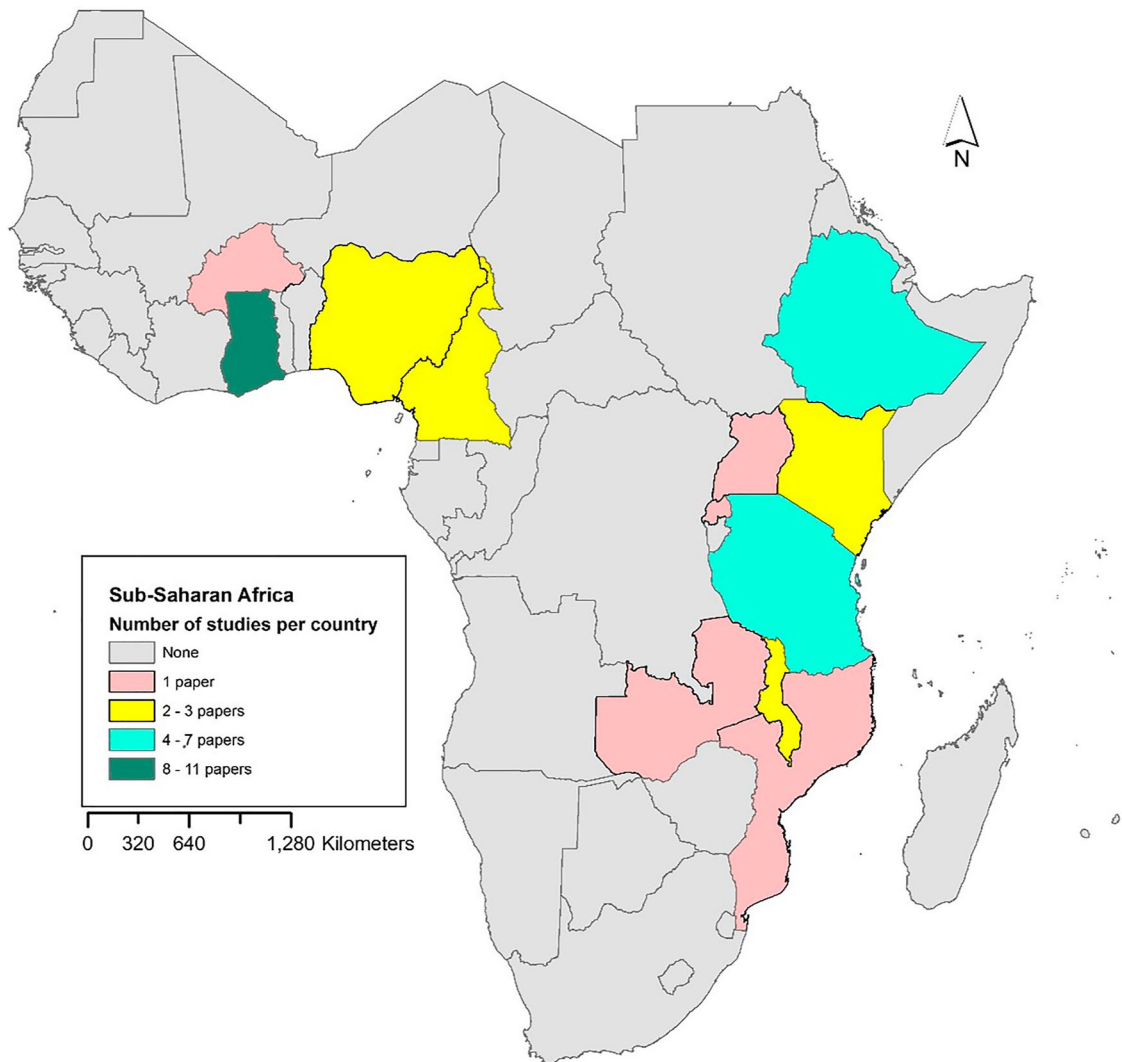 N
Sub-Saharan Africa
Number of studies per country
None
1 paper
2 - 3 papers
4 - 7 papers
8 - 11 papers
0 320 640 1,280 Kilometers